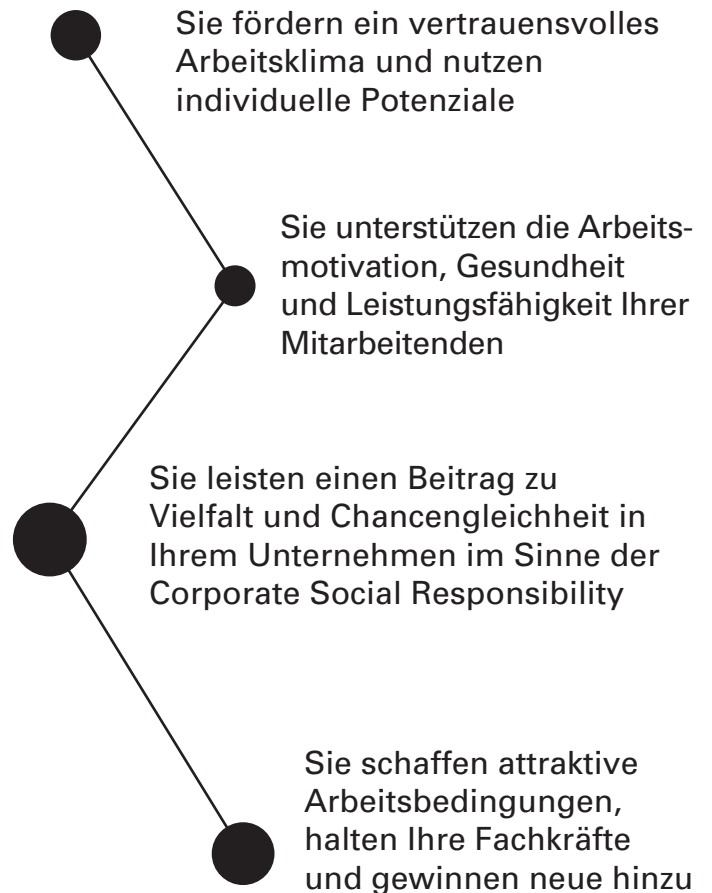 Sie fördern ein vertrauensvolles
Arbeitsklima und nutzen
individuelle Potenziale
Sie unterstützen die Arbeits-
motivation, Gesundheit
und Leistungsfähigkeit Ihrer
Mitarbeitenden
Sie leisten einen Beitrag zu
Vielfalt und Chancengleichheit in
Ihrem Unternehmen im Sinne der
Corporate Social Responsibility
Sie schaffen attraktive
Arbeitsbedingungen,
halten Ihre Fachkräfte
und gewinnen neue hinzu